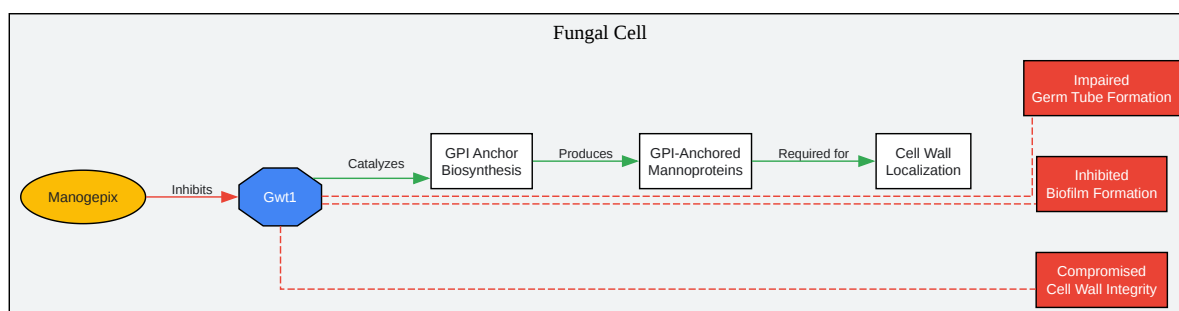 Fungal Cell
Impaired
Germ Tube Formation
Catalyzes
GPI Anchor
Biosynthesis
Produces
GPI-Anchored
Mannoproteins
Required for
Cell Wall
Localization
Manogepix
Inhibits
Gwt1
Inhibited
Biofilm Formation
Compromised
Cell Wall Integrity